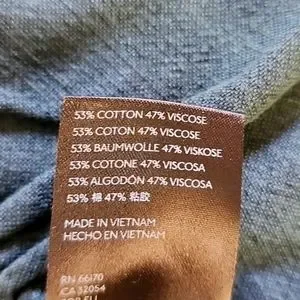 53% COTTON 47% VISCOSE
53% COTON 47% VISCOSE
53% BAUMWOLLE 47% VISKOSE
53% COTONE 47% VISCOSA
53% ALGODÓN 47% VISCOSA
53% 棉 47% 粘胶
MADE IN VIETNAM
HECHO EN VIETNAM
RN 66170
CA 32054